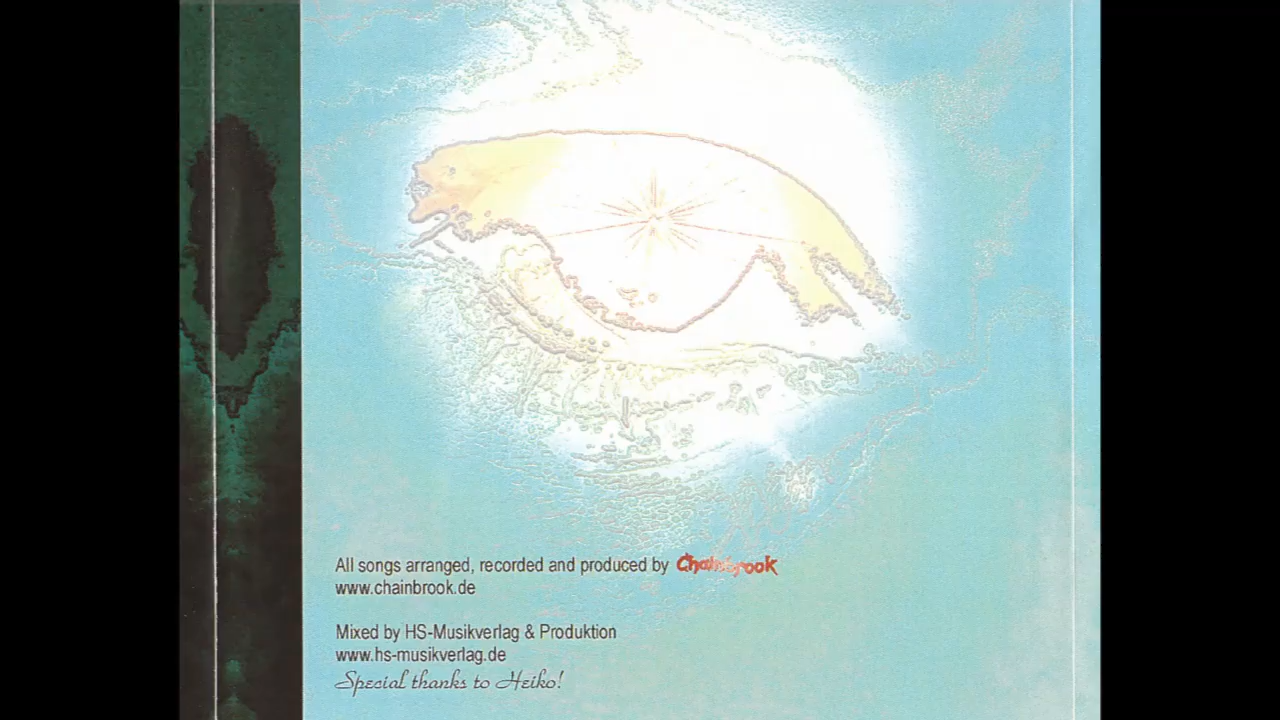 All songs arranged, recorded and produced by Chainbrook
www.chainbrook.de
Mixed by HS-Musikverlag & Produktion
www.hs-musikverlag.de
Special thanks to Heiko!